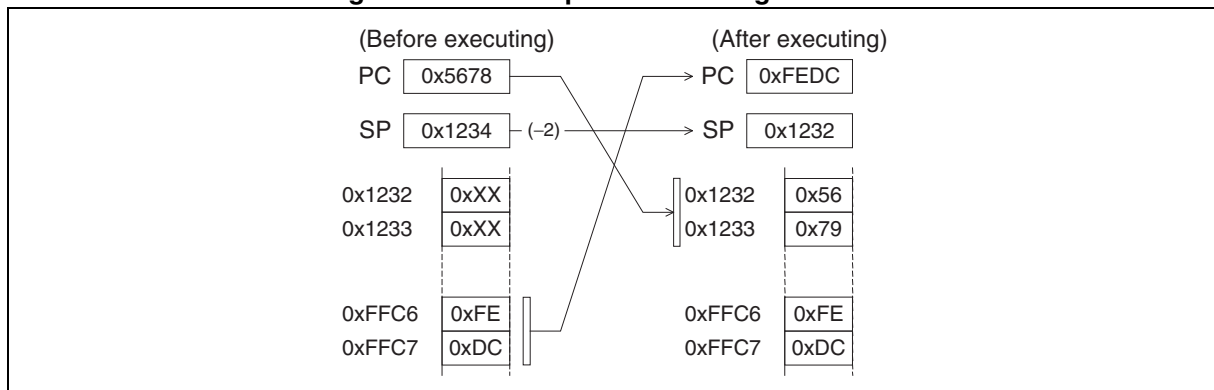 (Before executing) (After executing)
PC 0x5678 PC 0xFEDC
SP 0x1234 (−2) SP 0x1232
0x1232 0xXX 0x1232 0x56
0x1233 0xXX 0x1233 0x79
0xFFC6 0xFE 0xFFC6 0xFE
0xFFC7 0xDC 0xFFC7 0xDC